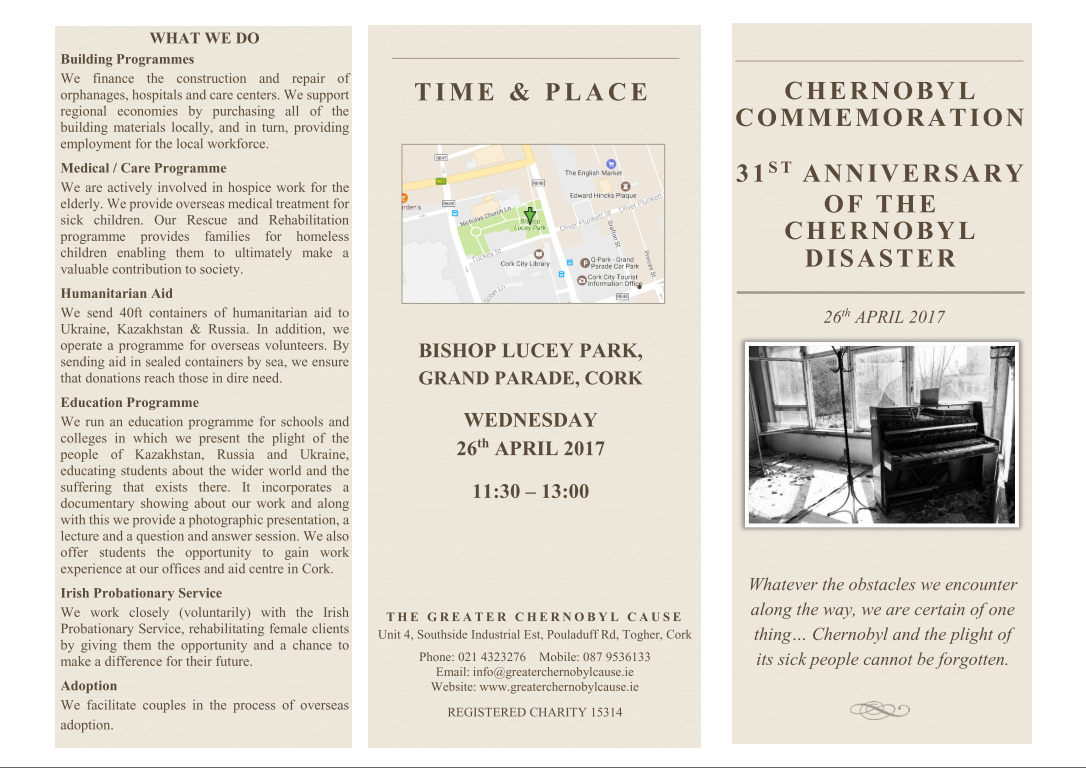 WHAT WE DO
Building Programmes
We finance the construction and repair of
orphanages, hospitals and care centers. We support
regional economies by purchasing all of the
building materials locally, and in turn, providing
employment for the local workforce.
Medical / Care Programme
We are actively involved in hospice work for the
elderly. We provide overseas medical treatment for
sick children. Our Rescue and Rehabilitation
programme provides families for homeless
children enabling them to ultimately make a
valuable contribution to society.
Humanitarian Aid
We send 40ft containers of humanitarian aid to
Ukraine, Kazakhstan & Russia. In addition, we
operate a programme for overseas volunteers. By
sending aid in sealed containers by sea, we ensure
that donations reach those in dire need.
Education Programme
We run an education programme for schools and
colleges in which we present the plight of the
people of Kazakhstan, Russia and Ukraine,
educating students about the wider world and the
suffering that exists there. It incorporates a
documentary showing about our work and along
with this we provide a photographic presentation, a
lecture and a question and answer session. We also
offer students the opportunity to gain work
experience at our offices and aid centre in Cork.
Irish Probationary Service
We work closely (voluntarily) with the Irish
Probationary Service, rehabilitating female clients
by giving them the opportunity and a chance to
make a difference for their future.
Adoption
We facilitate couples in the process of overseas
adoption.
TIME & PLACE
The English Market
Edward Hincks Plaque
Nicholas Church Ln
Bishop
Lucey Park
Oliver Plunkett St
Oliver Plunkett
Tuckey St
Grafton St
Princes St
Cork City Library
Q-Park - Grand
Parade Car Park
Cork City Tourist
Information Office
BISHOP LUCEY PARK,
GRAND PARADE, CORK
WEDNESDAY
26th APRIL 2017
11:30 – 13:00
THE GREATER CHERNOBYL CAUSE
Unit 4, Southside Industrial Est, Pouladuff Rd, Togher, Cork
Phone: 021 4323276 Mobile: 087 9536133
Email: info@greaterchernobylcause.ie
Website: www.greaterchernobylcause.ie
REGISTERED CHARITY 15314
CHERNOBYL
COMMEMORATION
31ST ANNIVERSARY
OF THE
CHERNOBYL
DISASTER
26th APRIL 2017
Whatever the obstacles we encounter
along the way, we are certain of one
thing… Chernobyl and the plight of
its sick people cannot be forgotten.